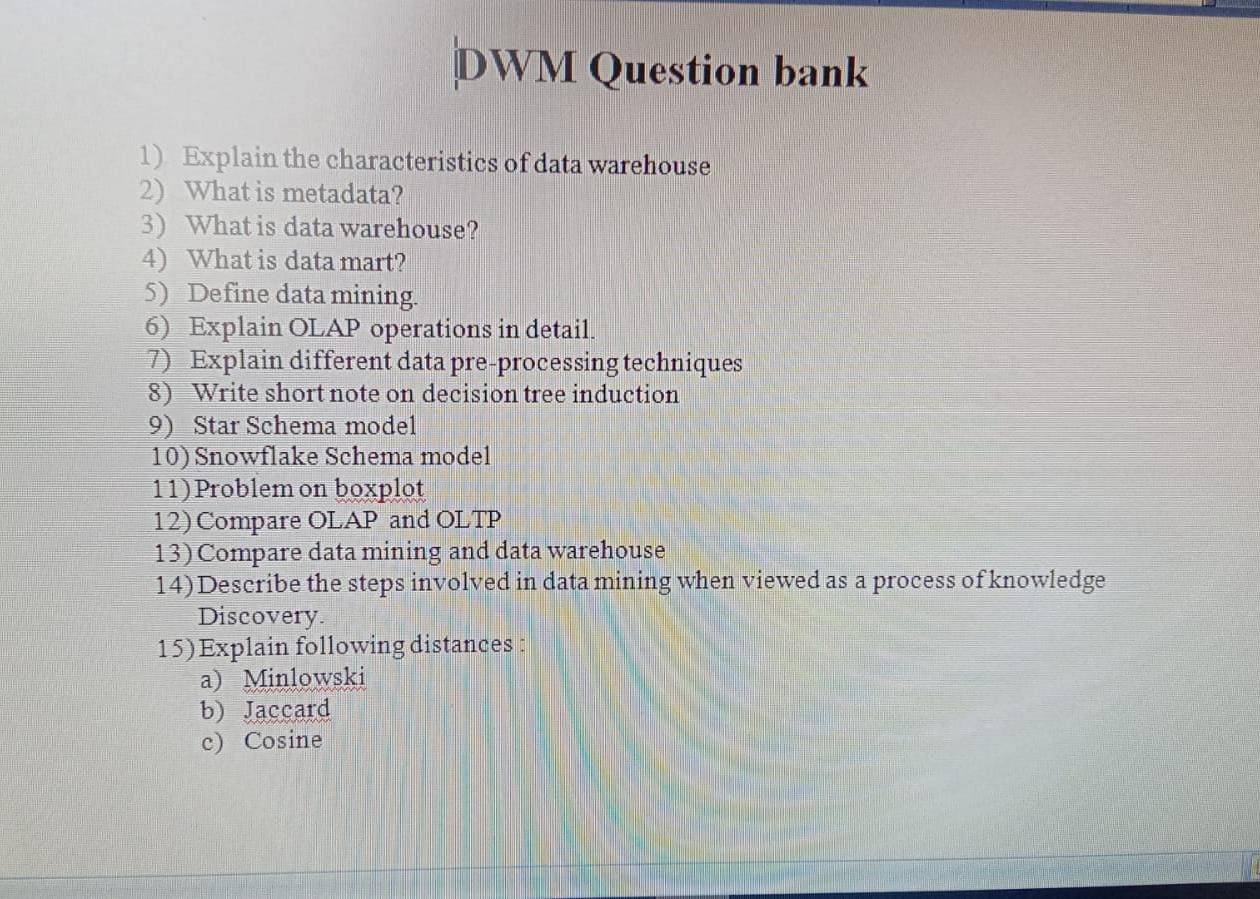 DWM Question bank
1) Explain the characteristics of data warehouse
2) What is metadata?
3) What is data warehouse?
4) What is data mart?
5) Define data mining.
6) Explain OLAP operations in detail.
7) Explain different data pre-processing techniques
8) Write short note on decision tree induction
9) Star Schema model
10) Snowflake Schema model
11) Problem on boxplot
12) Compare OLAP and OLTP
13) Compare data mining and data warehouse
14) Describe the steps involved in data mining when viewed as a process of knowledge
Discovery.
15) Explain following distances :
a) Minlowski
b) Jaccard
c) Cosine